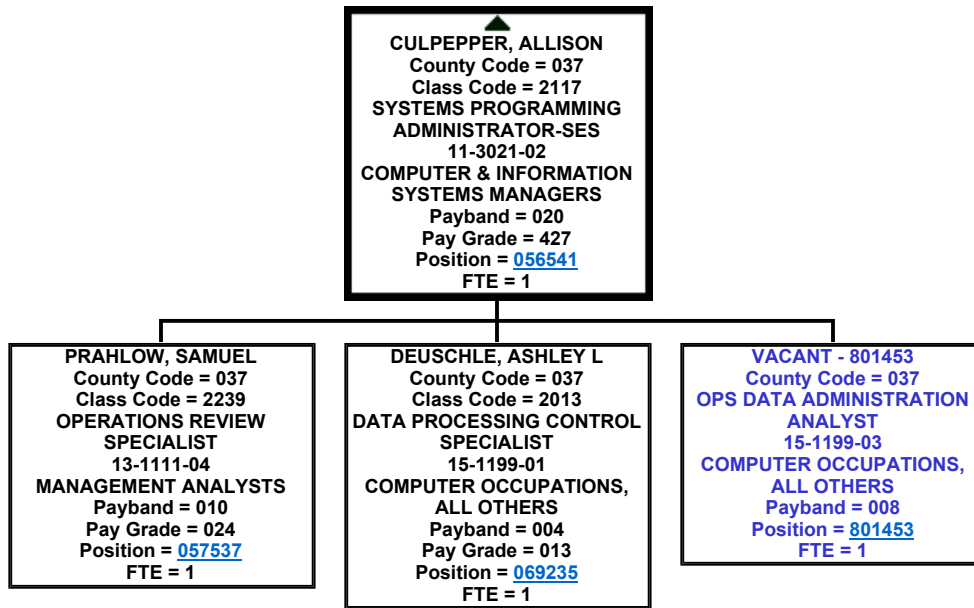 CULPEPPER, ALLISON
County Code = 037
Class Code = 2117
SYSTEMS PROGRAMMING
ADMINISTRATOR-SES
11-3021-02
COMPUTER & INFORMATION
SYSTEMS MANAGERS
Payband = 020
Pay Grade = 427
Position = 056541
FTE = 1
PRAHLOW, SAMUEL
County Code = 037
Class Code = 2239
OPERATIONS REVIEW
SPECIALIST
13-1111-04
MANAGEMENT ANALYSTS
Payband = 010
Pay Grade = 024
Position = 057537
FTE = 1
DEUSCHLE, ASHLEY L
County Code = 037
Class Code = 2013
DATA PROCESSING CONTROL
SPECIALIST
15-1199-01
COMPUTER OCCUPATIONS,
ALL OTHERS
Payband = 004
Pay Grade = 013
Position = 069235
FTE = 1
VACANT - 801453
County Code = 037
OPS DATA ADMINISTRATION
ANALYST
15-1199-03
COMPUTER OCCUPATIONS,
ALL OTHERS
Payband = 008
Position = 801453
FTE = 1